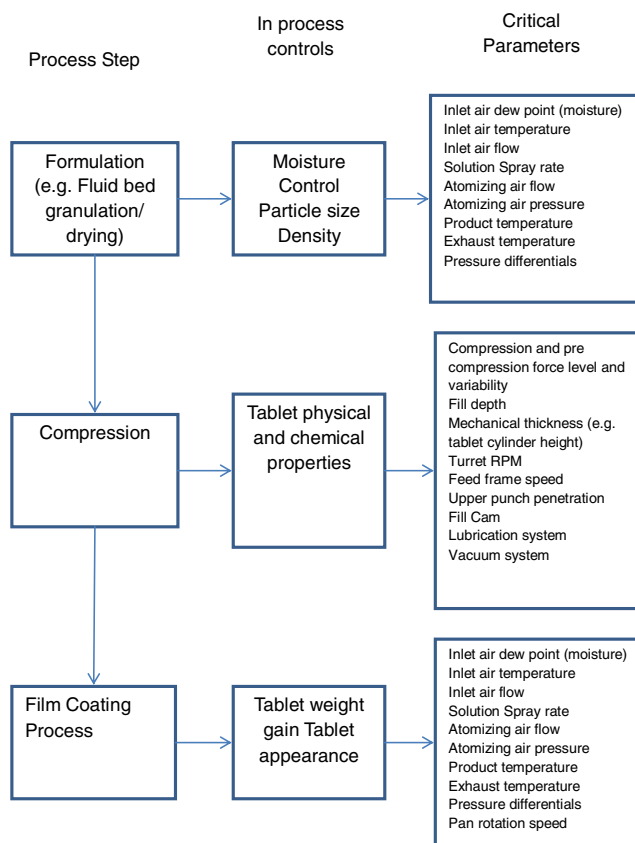 Process Step
In process
controls
Critical
Parameters
Formulation
(e.g. Fluid bed
granulation/
drying)
Moisture
Control
Particle size
Density
Inlet air dew point (moisture)
Inlet air temperature
Inlet air flow
Solution Spray rate
Atomizing air flow
Atomizing air pressure
Product temperature
Exhaust temperature
Pressure differentials
Compression
Tablet physical
and chemical
properties
Compression and pre
compression force level and
variability
Fill depth
Mechanical thickness (e.g.
tablet cylinder height)
Turret RPM
Feed frame speed
Upper punch penetration
Fill Cam
Lubrication system
Vacuum system
Film Coating
Process
Tablet weight
gain Tablet
appearance
Inlet air dew point (moisture)
Inlet air temperature
Inlet air flow
Solution Spray rate
Atomizing air flow
Atomizing air pressure
Product temperature
Exhaust temperature
Pressure differentials
Pan rotation speed